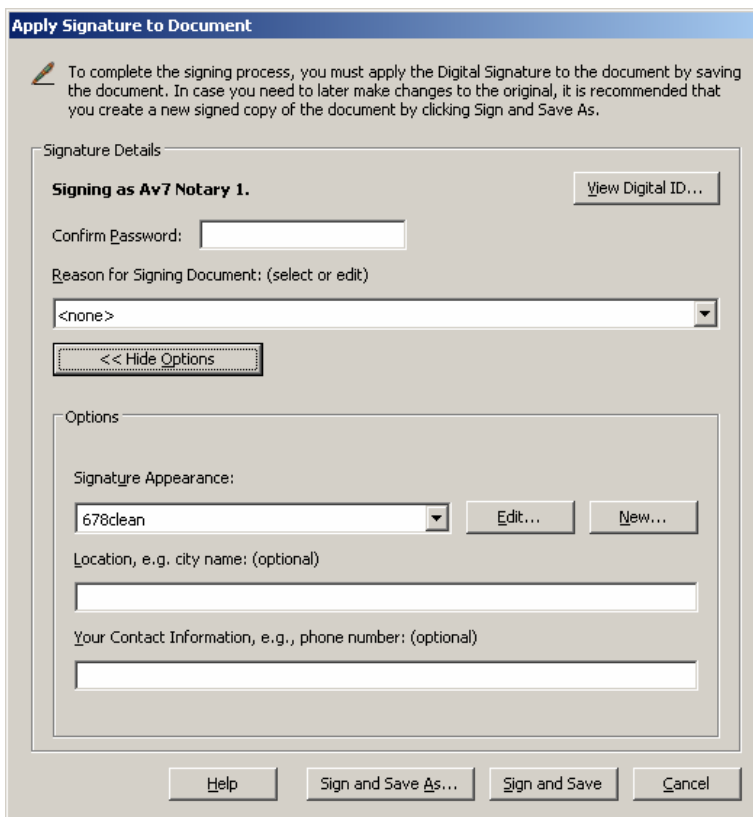 Apply Signature to Document
To complete the signing process, you must apply the Digital Signature to the document by saving
the document. In case you need to later make changes to the original, it is recommended that
you create a new signed copy of the document by clicking Sign and Save As.
Signature Details
Signing as Av7 Notary 1.
View Digital ID...
Confirm Password:
Reason for Signing Document: (select or edit)
<none>
<< Hide Options
Options
Signature Appearance:
678clean
Edit...
New...
Location, e.g. city name: (optional)
Your Contact Information, e.g., phone number: (optional)
Help
Sign and Save As...
Sign and Save
Cancel